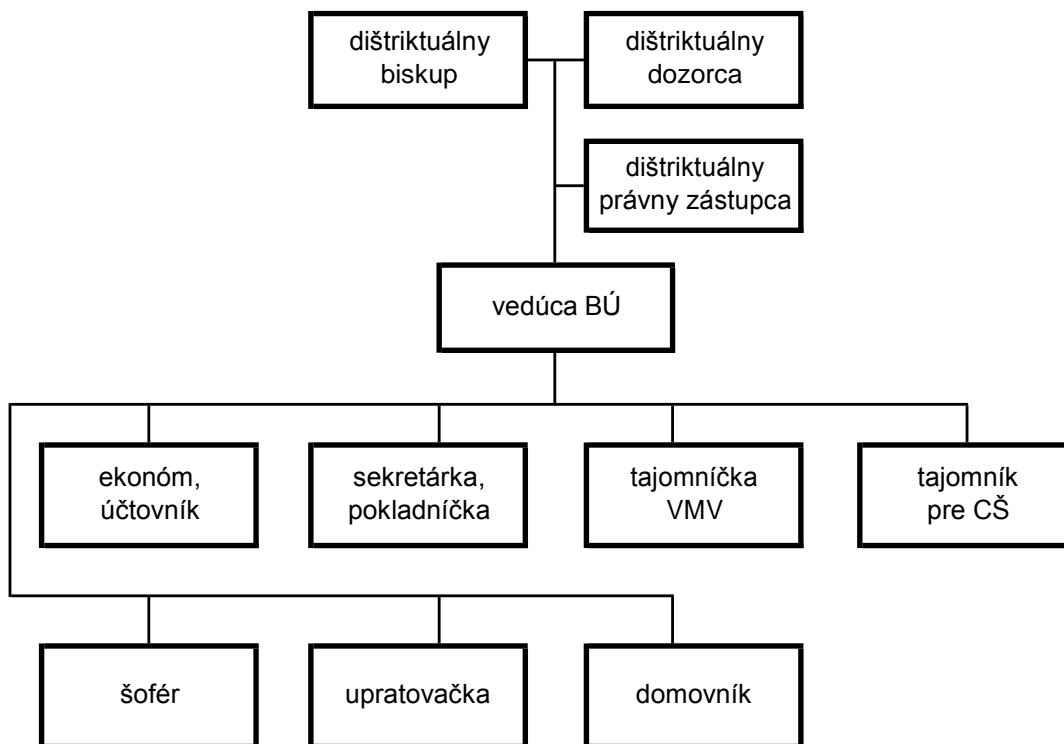 dištriktuálny
biskup
dištriktuálny
dozorca
dištriktuálny
právny zástupca
vedúca BÚ
ekonóm,
účtovník
sekretárka,
pokladníčka
tajomníčka
VMV
tajomník
pre CŠ
šofér
upratovačka
domovník